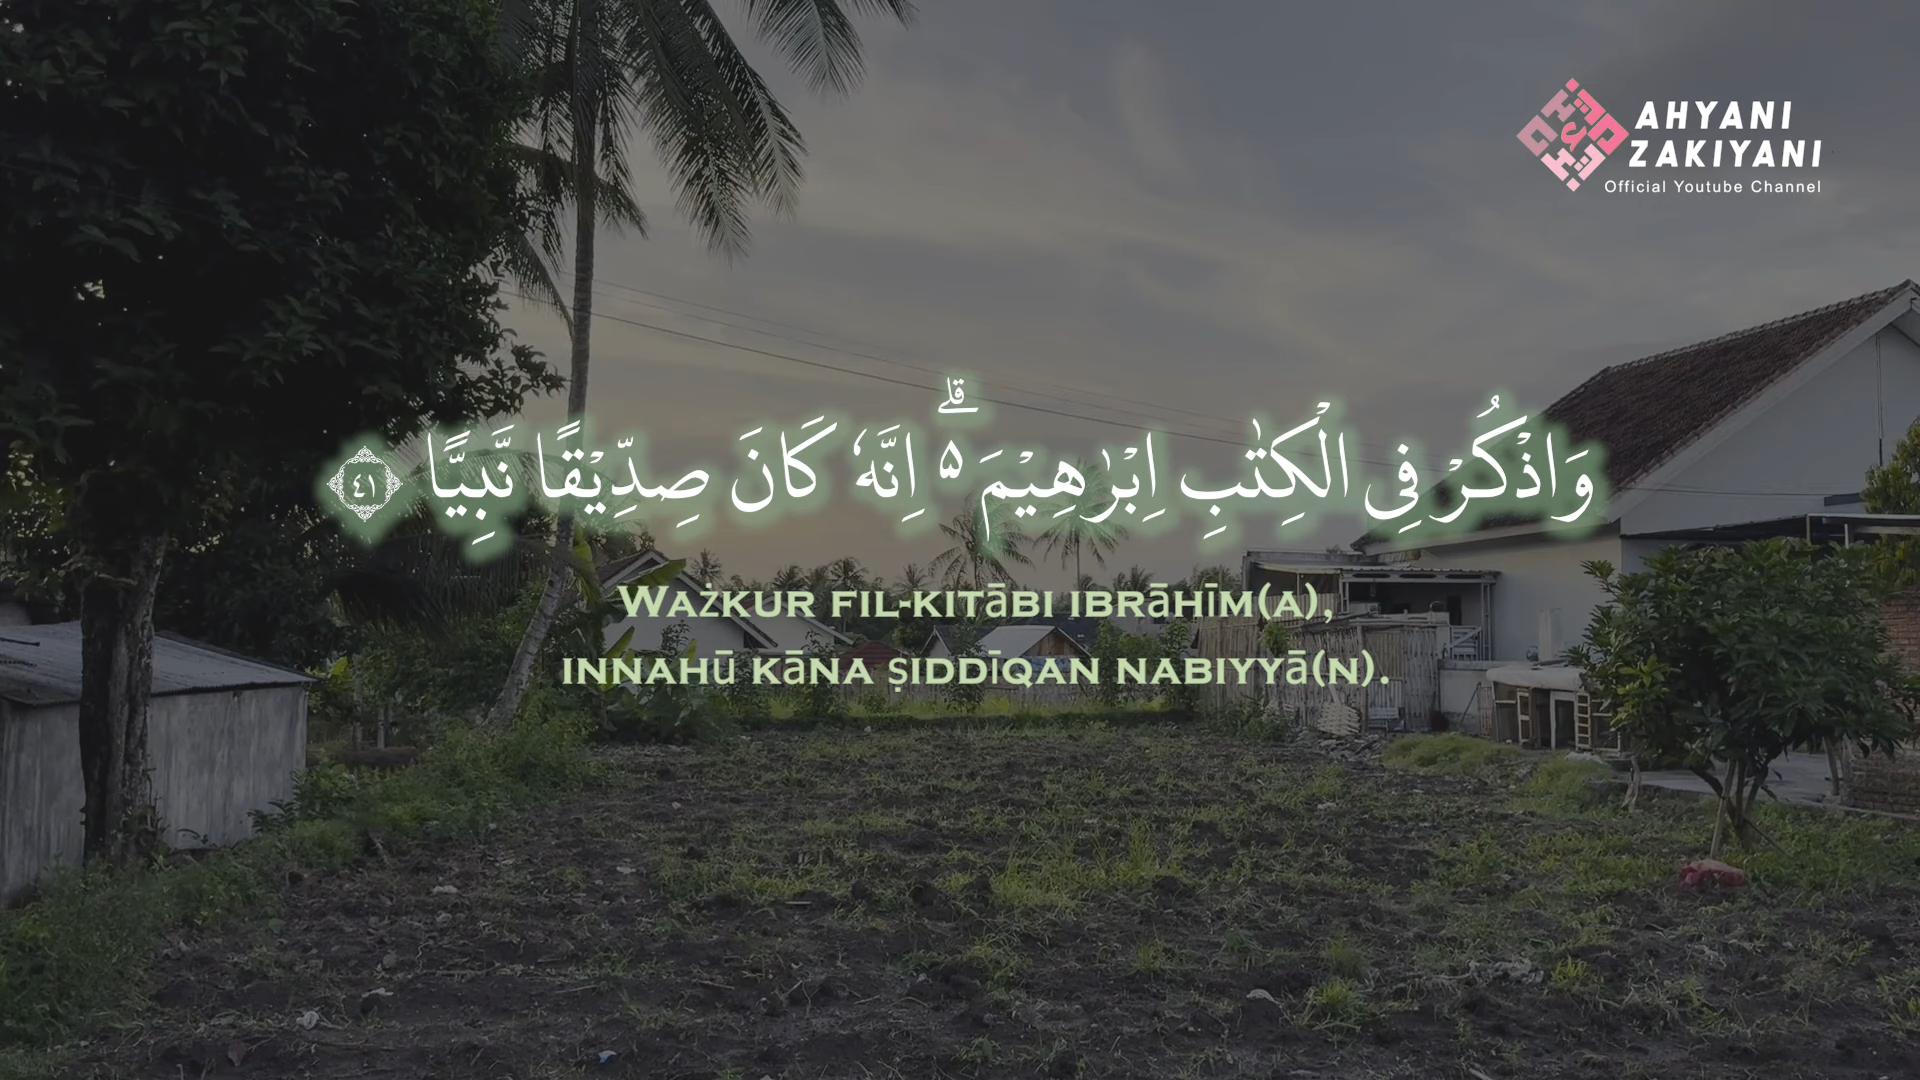 AHYANI
ZAKIYANI
Official Youtube Channel
وَاذْكُرْ فِى الْكِتٰبِ اِبْرٰهِيْمَ ۗە اِنَّهٗ كَانَ صِدِّيْقًا نَّبِيًّا ٤١
WAŻKUR FIL-KITāBI IBRāHīM(A),
INNAHū KāNA ṣIDDīQAN NABIYYā(N).